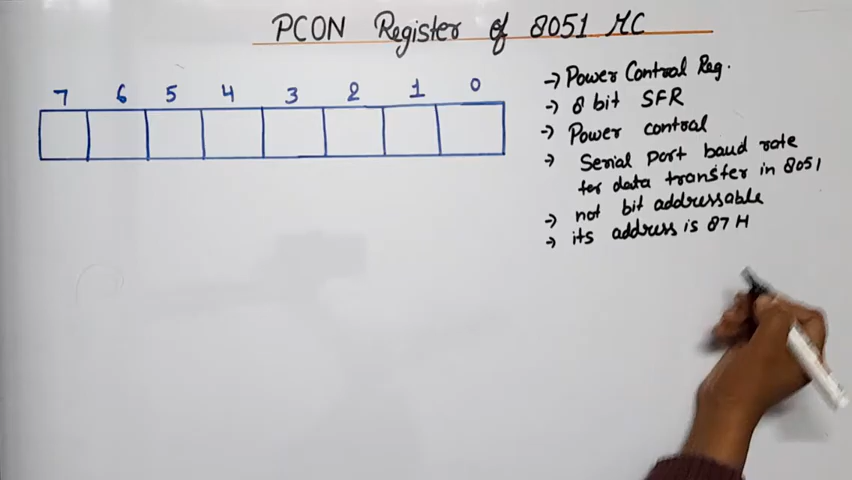 PCON Register of 8051 MC
7 6 5 4 3 2 1 0
→ Power Control Reg.
→ 8 bit SFR
→ Power control
→ Serial Port baud rate
for data transfer in 8051
→ not bit addressable
→ its address is 87 H